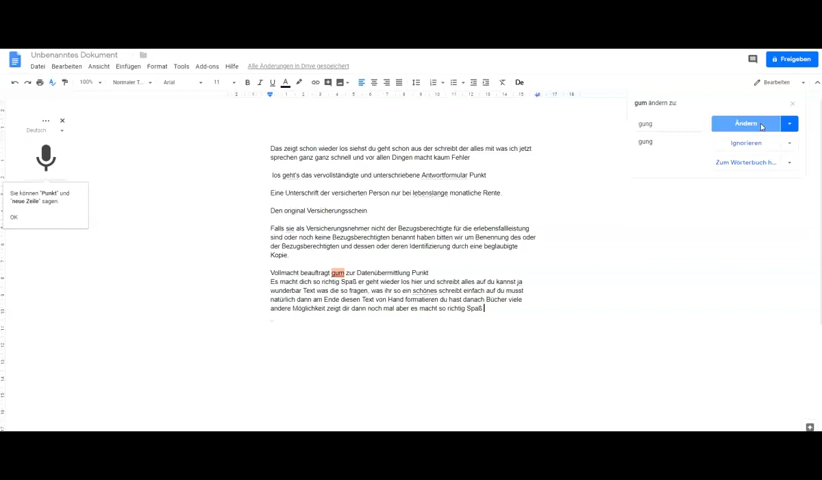 Unbenanntes Dokument
Freigeben
Datei Bearbeiten Ansicht Einfügen Format Tools Add-ons Hilfe Alle Änderungen in Drive gespeichert
100% Normaler T... Arial 11 De Bearbeiten
gum ändern zu:
gung Ändern
gung Ignorieren
Zum Wörterbuch h...
Deutsch
Sie können "Punkt" und
"neue Zeile" sagen.
OK
Das zeigt schon wieder los siehst du geht schon aus der schreibt der alles mit was ich jetzt
sprechen ganz ganz schnell und vor allen Dingen macht kaum Fehler
los geht's das vervollständigte und unterschriebene Antwortformular Punkt
Eine Unterschrift der versicherten Person nur bei lebenslange monatliche Rente.
Den original Versicherungsschein
Falls sie als Versicherungsnehmer nicht der Bezugsberechtigte für die erlebensfallleistung
sind oder noch keine Bezugsberechtigten benannt haben bitten wir um Benennung des oder
der Bezugsberechtigten und dessen oder deren Identifizierung durch eine beglaubigte
Kopie.
Vollmacht beauftragt gum zur Datenübermittlung Punkt
Es macht dich so richtig Spaß er geht wieder los hier und schreibt alles auf du kannst ja
wunderbar Text was die so fragen, was ihr so ein schönes schreibt einfach auf du musst
natürlich dann am Ende diesen Text von Hand formatieren du hast danach Bücher viele
andere Möglichkeit zeigt dir dann noch mal aber es macht so richtig Spaß